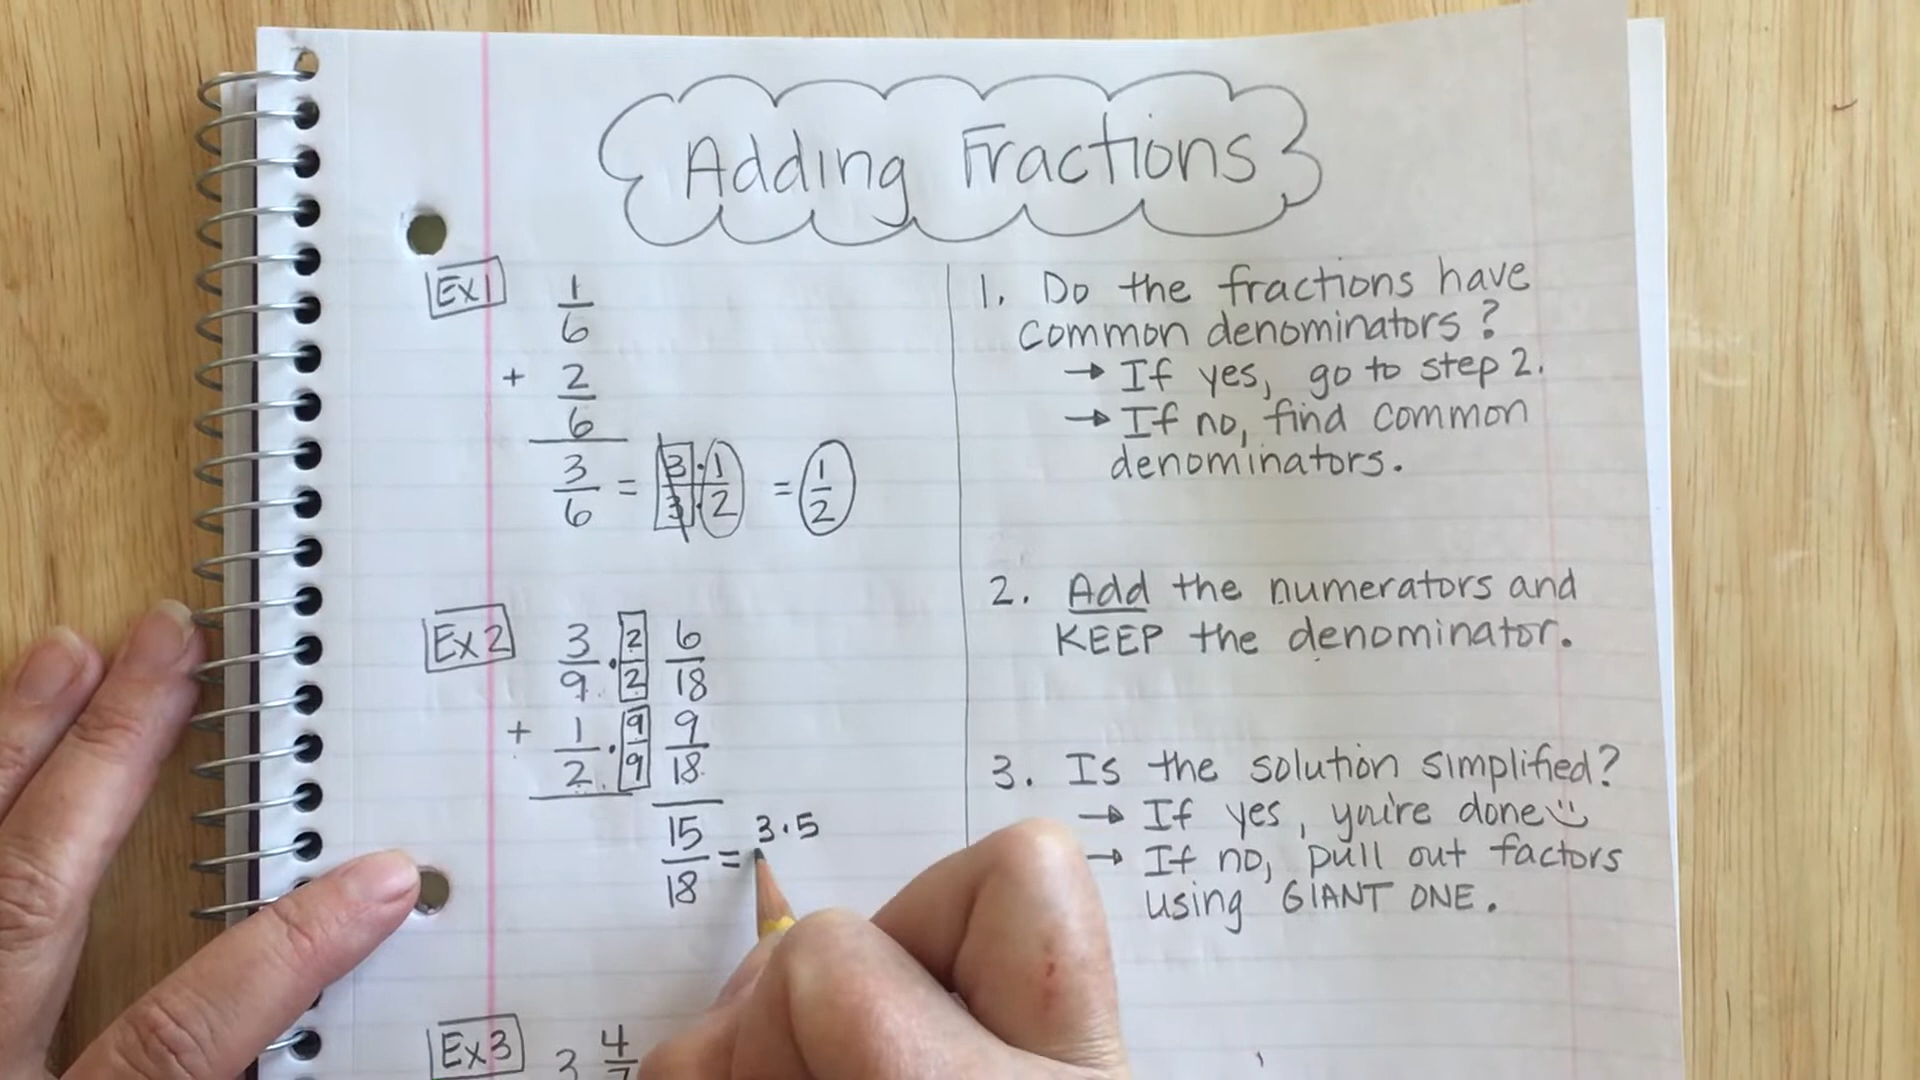 Adding Fractions
Ex1
1
6
+ 2
6
3/6 = 3/3 · 1/2 = 1/2
Ex2
3/9 · 2/2 6/18
+ 1/2 · 9/9 9/18
15/18 = 3·5
Ex3 3 4
1. Do the fractions have
common denominators?
→ If yes, go to step 2.
→ If no, find common
denominators.
2. Add the numerators and
KEEP the denominator.
3. Is the solution simplified?
→ If yes, you're done
→ If no, pull out factors
using GIANT ONE.